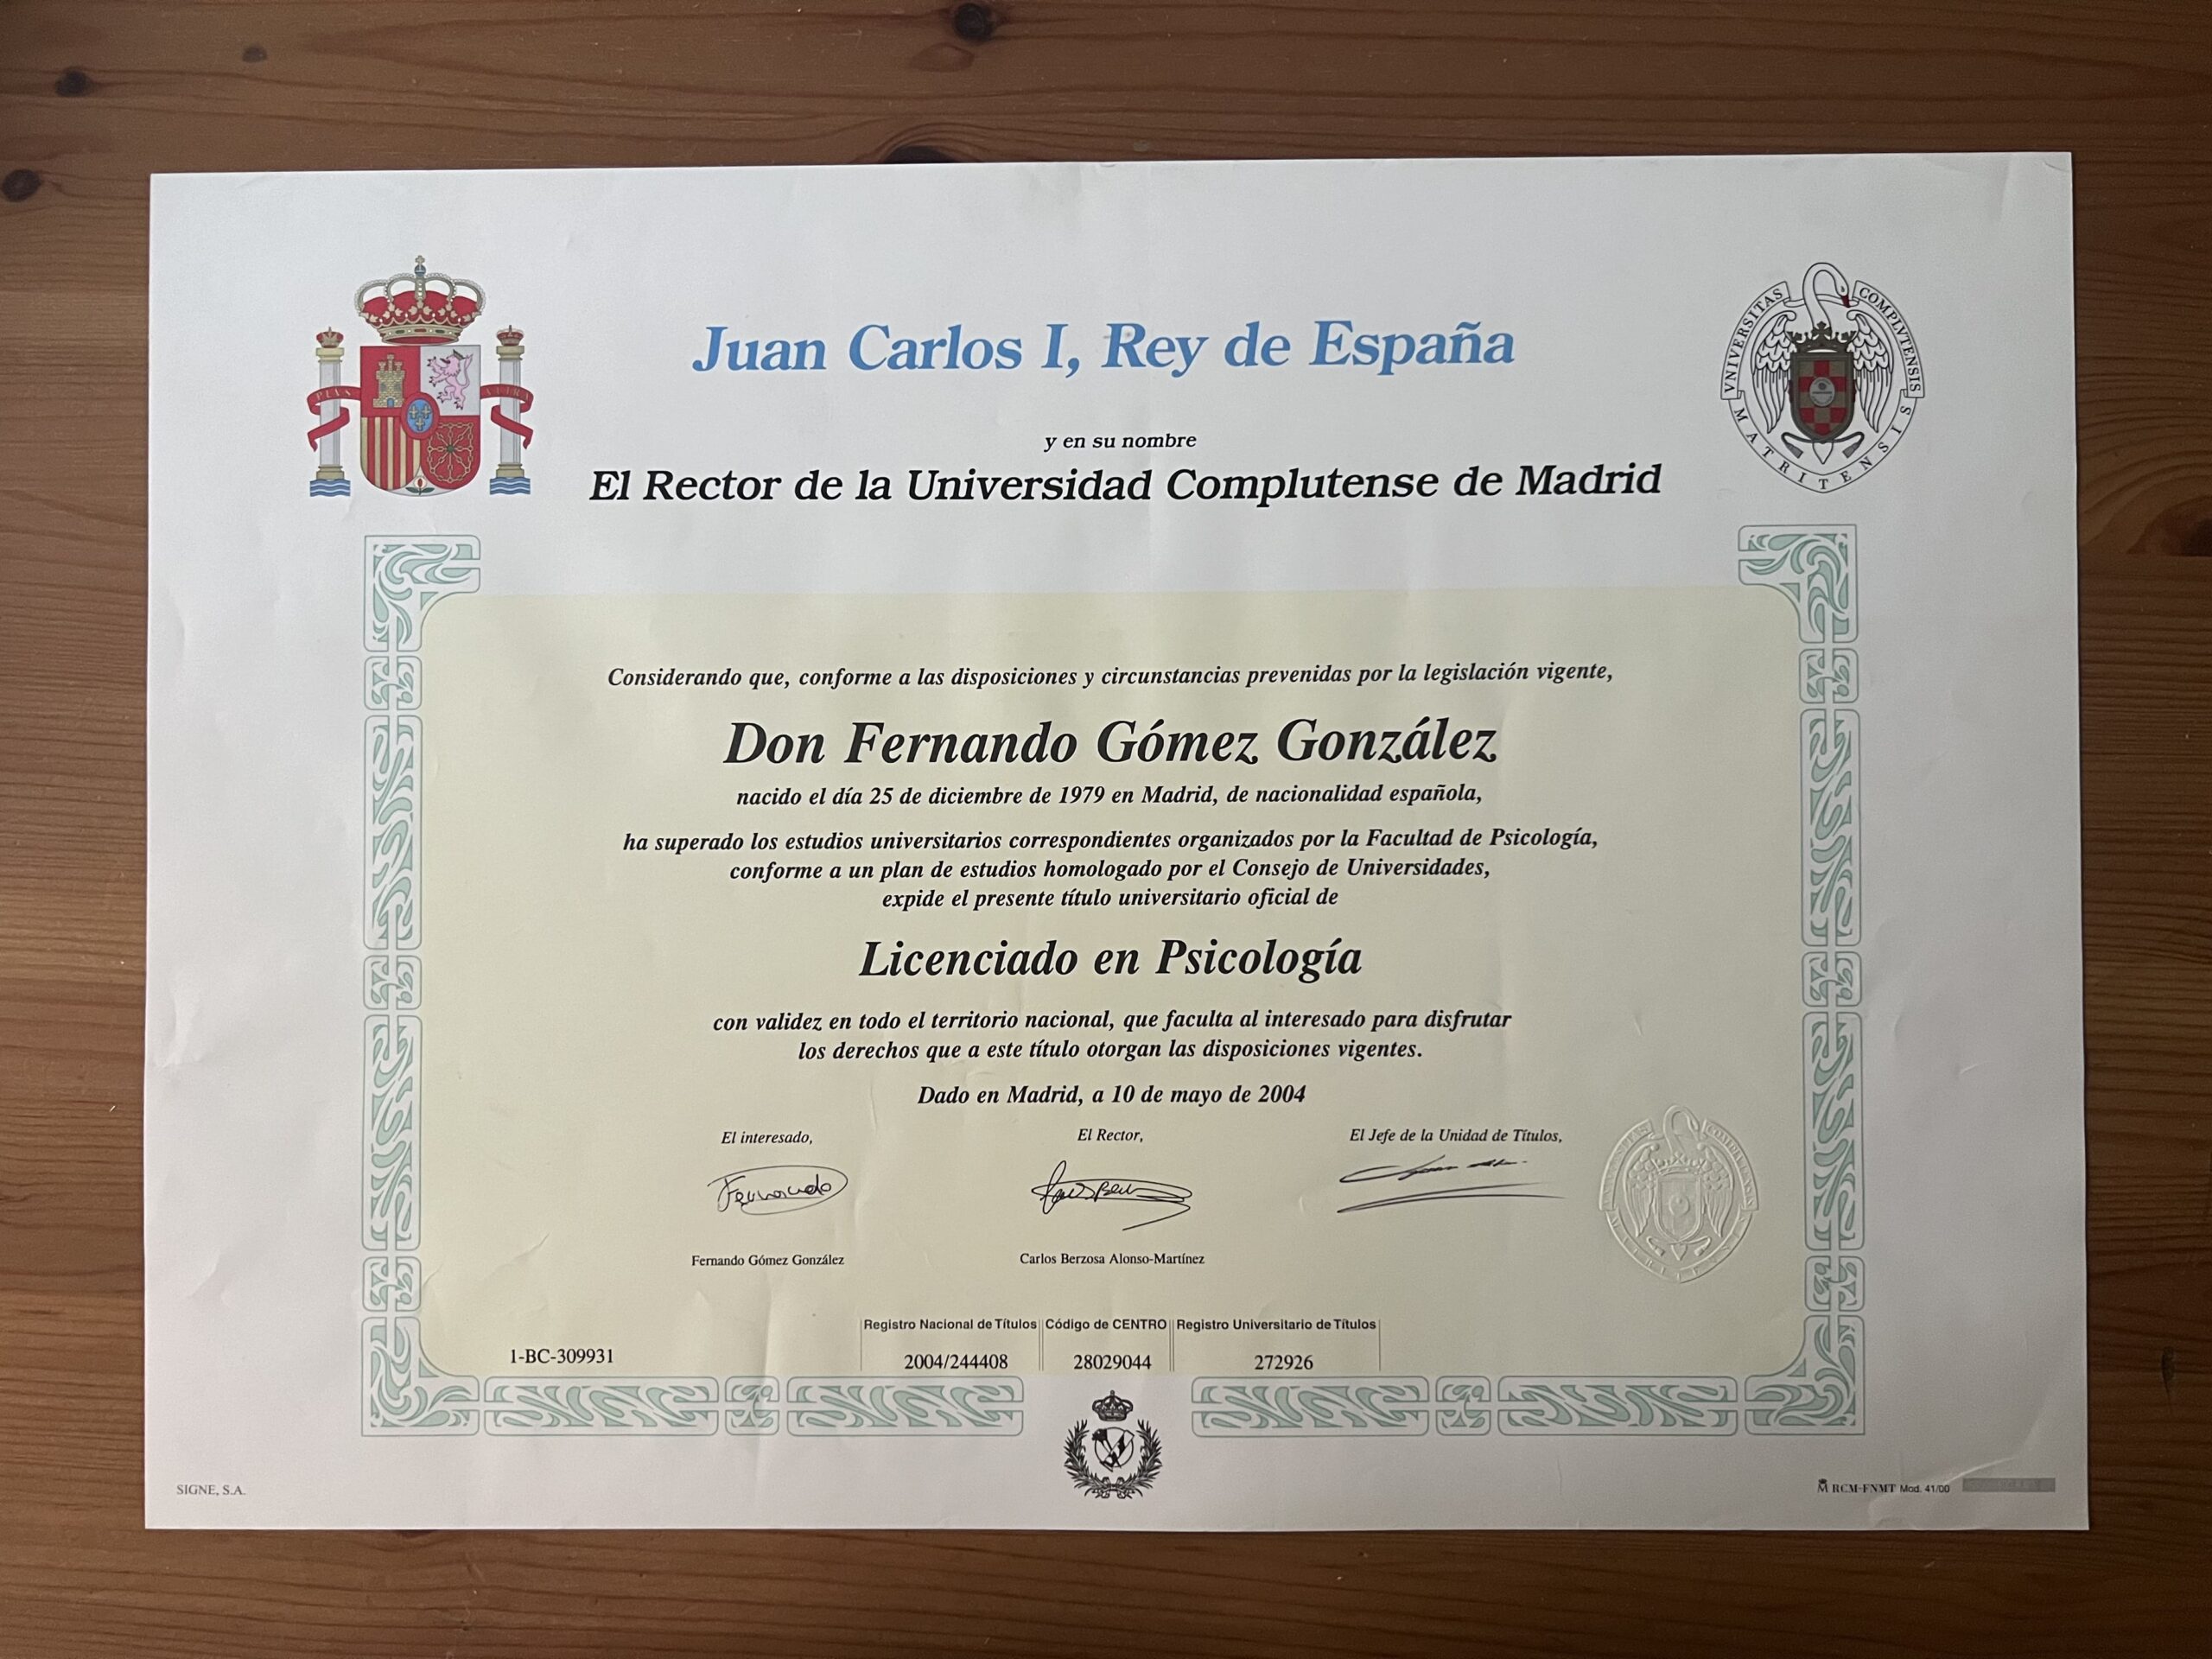 Juan Carlos I, Rey de España
y en su nombre
El Rector de la Universidad Complutense de Madrid
PLVS VLTRA
VNIVERSITAS COMPLVTENSIS MATRITENSIS
Considerando que, conforme a las disposiciones y circunstancias prevenidas por la legislación vigente,
Don Fernando Gómez González
nacido el día 25 de diciembre de 1979 en Madrid, de nacionalidad española,
ha superado los estudios universitarios correspondientes organizados por la Facultad de Psicología,
conforme a un plan de estudios homologado por el Consejo de Universidades,
expide el presente título universitario oficial de
Licenciado en Psicología
con validez en todo el territorio nacional, que faculta al interesado para disfrutar
los derechos que a este título otorgan las disposiciones vigentes.
Dado en Madrid, a 10 de mayo de 2004
El interesado, El Rector, El Jefe de la Unidad de Títulos,
Fernando
Fernando Gómez González Carlos Berzosa Alonso-Martínez
Registro Nacional de Títulos Código de CENTRO Registro Universitario de Títulos
1-BC-309931 2004/244408 28029044 272926
SIGNE, S.A. RCM-FNMT Mod. 41/00